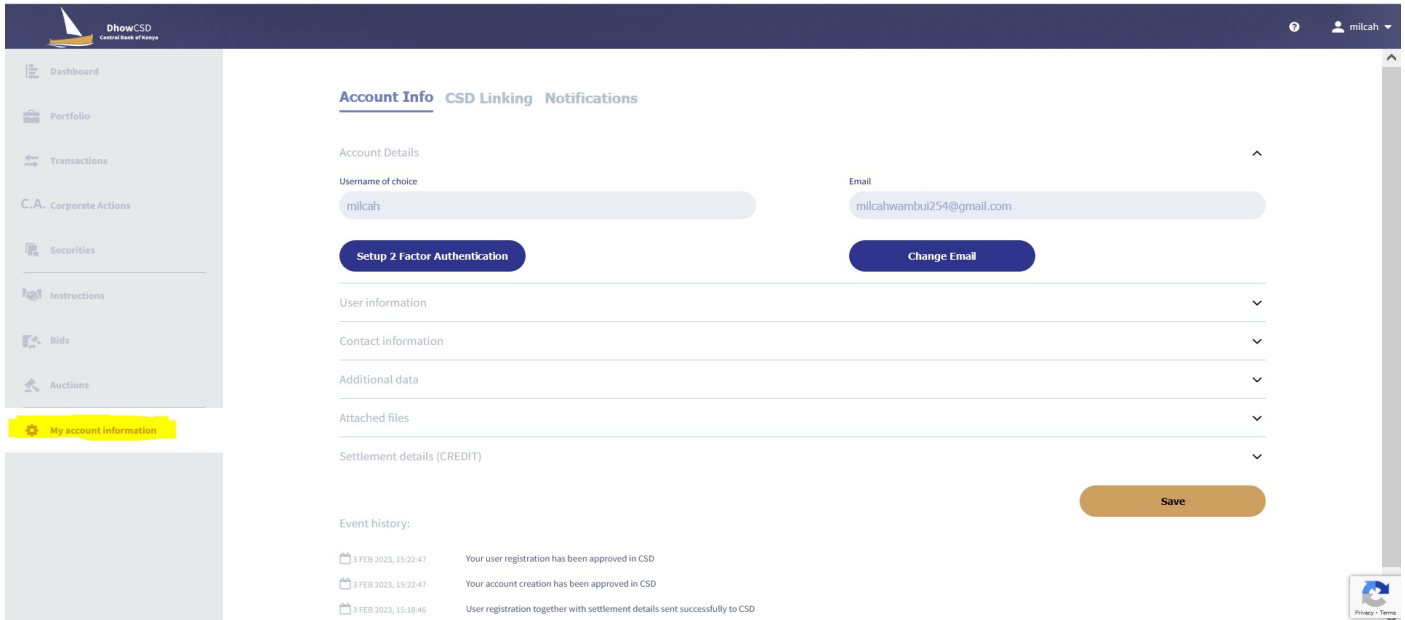 DhowCSD
Central Bank of Kenya
milcah
Dashboard
Portfolio
Transactions
C.A. Corporate Actions
Securities
Instructions
Bids
Auctions
My account information
Account Info CSD Linking Notifications
Account Details
Username of choice Email
milcah milcahwambui254@gmail.com
Setup 2 Factor Authentication Change Email
User information
Contact information
Additional data
Attached files
Settlement details (CREDIT)
Save
Event history:
3 FEB 2023, 15:22:47 Your user registration has been approved in CSD
3 FEB 2023, 15:22:47 Your account creation has been approved in CSD
3 FEB 2023, 15:18:46 User registration together with settlement details sent successfully to CSD
Privacy - Terms